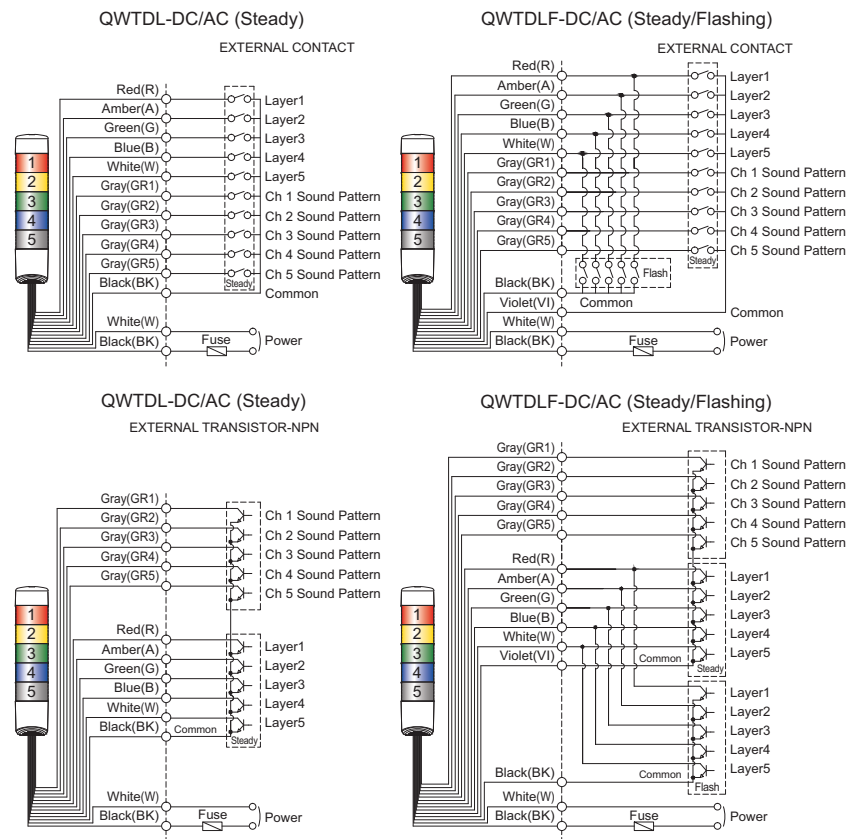 QWTDL-DC/AC (Steady)
EXTERNAL CONTACT
Red(R)
Amber(A)
Green(G)
Blue(B)
White(W)
Gray(GR1)
Gray(GR2)
Gray(GR3)
Gray(GR4)
Gray(GR5)
Black(BK)
White(W)
Black(BK)
Layer1
Layer2
Layer3
Layer4
Layer5
Ch 1 Sound Pattern
Ch 2 Sound Pattern
Ch 3 Sound Pattern
Ch 4 Sound Pattern
Ch 5 Sound Pattern
Steady
Common
Fuse
Power
1
2
3
4
5
QWTDLF-DC/AC (Steady/Flashing)
EXTERNAL CONTACT
Red(R)
Amber(A)
Green(G)
Blue(B)
White(W)
Gray(GR1)
Gray(GR2)
Gray(GR3)
Gray(GR4)
Gray(GR5)
Black(BK)
Violet(VI)
White(W)
Black(BK)
Layer1
Layer2
Layer3
Layer4
Layer5
Ch 1 Sound Pattern
Ch 2 Sound Pattern
Ch 3 Sound Pattern
Ch 4 Sound Pattern
Ch 5 Sound Pattern
Steady
Flash
Common
Common
Fuse
Power
1
2
3
4
5
QWTDL-DC/AC (Steady)
EXTERNAL TRANSISTOR-NPN
Gray(GR1)
Gray(GR2)
Gray(GR3)
Gray(GR4)
Gray(GR5)
Ch 1 Sound Pattern
Ch 2 Sound Pattern
Ch 3 Sound Pattern
Ch 4 Sound Pattern
Ch 5 Sound Pattern
Red(R)
Amber(A)
Green(G)
Blue(B)
White(W)
Black(BK)
Common
Layer1
Layer2
Layer3
Layer4
Layer5
Steady
White(W)
Black(BK)
Fuse
Power
1
2
3
4
5
QWTDLF-DC/AC (Steady/Flashing)
EXTERNAL TRANSISTOR-NPN
Gray(GR1)
Gray(GR2)
Gray(GR3)
Gray(GR4)
Gray(GR5)
Ch 1 Sound Pattern
Ch 2 Sound Pattern
Ch 3 Sound Pattern
Ch 4 Sound Pattern
Ch 5 Sound Pattern
Red(R)
Amber(A)
Green(G)
Blue(B)
White(W)
Violet(VI)
Common
Layer1
Layer2
Layer3
Layer4
Layer5
Steady
Layer1
Layer2
Layer3
Layer4
Layer5
Black(BK)
Common
Flash
White(W)
Black(BK)
Fuse
Power
1
2
3
4
5